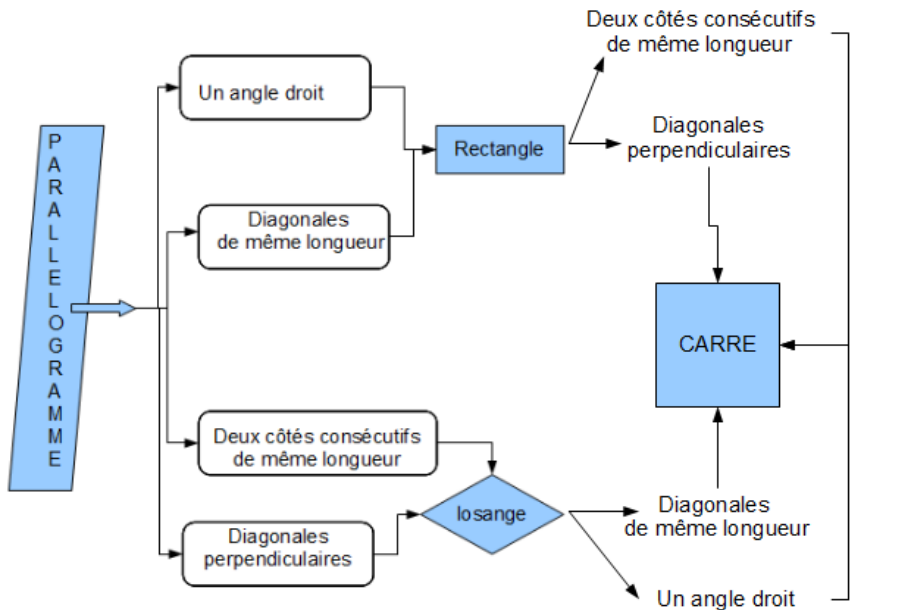 PARALLELOGRAMME
Un angle droit
Diagonales
de même longueur
Deux côtés consécutifs
de même longueur
Diagonales
perpendiculaires
Rectangle
losange
Deux côtés consécutifs
de même longueur
Diagonales
perpendiculaires
CARRE
Diagonales
de même longueur
Un angle droit